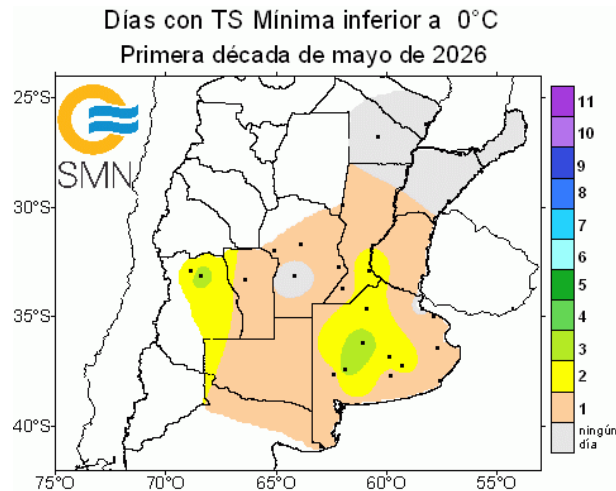 Días con TS Mínima inferior a 0°C
Primera década de mayo de 2026
SMN
25°S
30°S
35°S
40°S
75°O
70°O
65°O
60°O
55°O
11
10
9
8
7
6
5
4
3
2
1
ningún
día